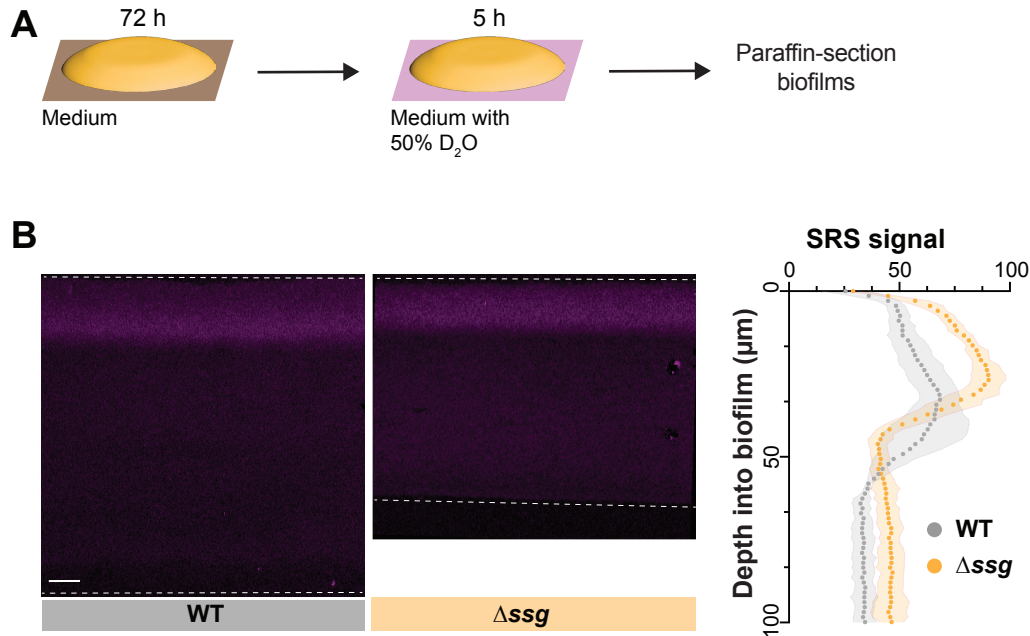 A
72 h
5 h
Medium
Medium with
50% D₂O
Paraffin-section
biofilms
B
WT
Δssg
SRS signal
0 50 100
Depth into biofilm (µm)
0
50
100
WT
Δssg